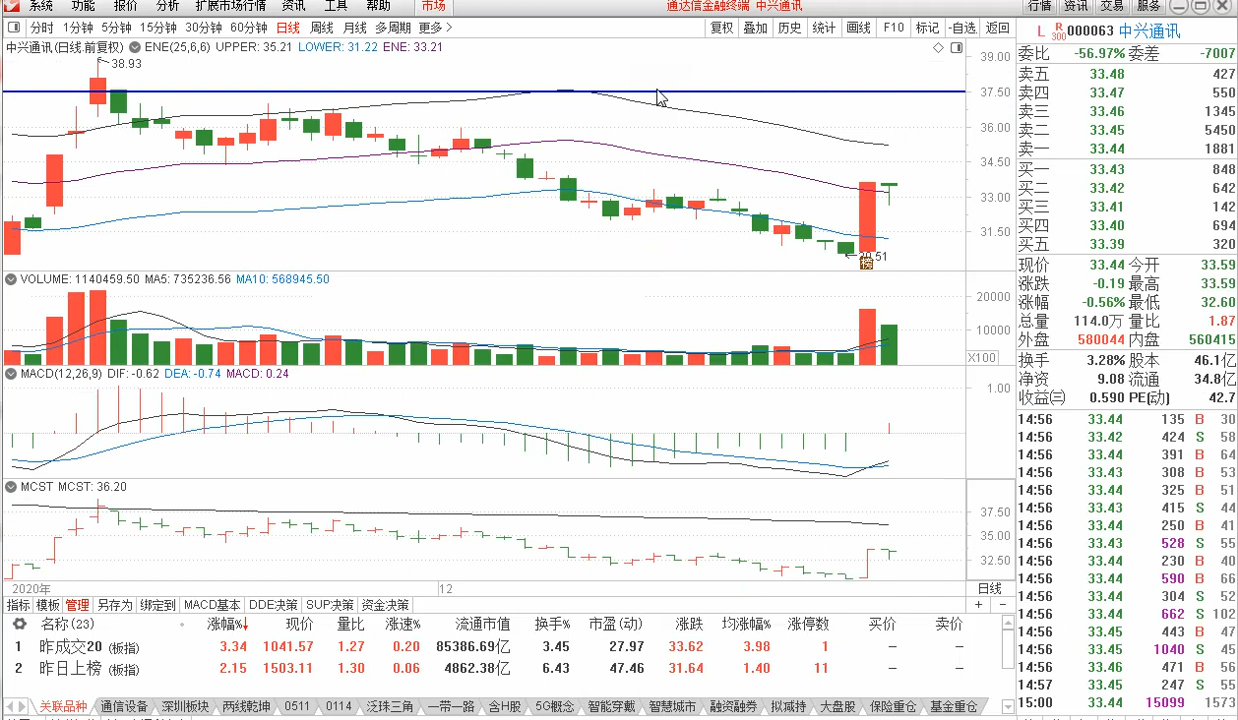 系统 功能 报价 分析 扩展市场行情 资讯 工具 帮助 市场 通达信金融终端 中兴通讯 行情 资讯 交易 服务
分时 1分钟 5分钟 15分钟 30分钟 60分钟 日线 周线 月线 多周期 更多 复权 叠加 历史 统计 画线 F10 标记 -自选 返回
中兴通讯(日线.前复权) ENE(25,6,6) UPPER: 35.21 LOWER: 31.22 ENE: 33.21
38.93
39.00
37.50
36.00
34.50
33.00
31.50
榜
VOLUME: 1140459.50 MA5: 735236.56 MA10: 568945.50
20000
10000
X100
MACD(12,26,9) DIF: -0.62 DEA: -0.74 MACD: 0.24
1.00
MCST MCST: 36.20
37.50
35.00
32.50
2020年 12 日线
指标 模板 管理 另存为 绑定到 MACD基本 DDE决策 SUP决策 资金决策 + −
名称(23) 涨幅%↓ 现价 量比 涨速% 流通市值 换手% 市盈(动) 涨跌 均涨幅% 涨停数 买价 卖价
1 昨成交20 (板指) 3.34 1041.57 1.27 0.20 85386.69亿 3.45 27.97 33.62 3.98 1 – –
2 昨日上榜 (板指) 2.15 1503.11 1.30 0.06 4862.38亿 6.43 47.46 31.64 1.40 11 – –
关联品种 通信设备 深圳板块 两线乾坤 0511 0114 泛珠三角 一带一路 含H股 5G概念 智能穿戴 智慧城市 融资融券 拟减持 大盘股 保险重仓 基金重仓
L R 300 000063 中兴通讯
委比 -56.97% 委差 -7007
卖五 33.48 427
卖四 33.47 550
卖三 33.46 1345
卖二 33.45 5450
卖一 33.44 1881
买一 33.43 848
买二 33.42 642
买三 33.41 142
买四 33.40 694
买五 33.39 320
现价 33.44 今开 33.59
涨跌 -0.19 最高 33.59
涨幅 -0.56% 最低 32.60
总量 114.0万 量比 1.87
外盘 580044 内盘 560415
换手 3.28% 股本 46.1亿
净资 9.08 流通 34.8亿
收益㈢ 0.590 PE(动) 42.7
14:56 33.44 135 B 30
14:56 33.42 424 S 58
14:56 33.44 391 B 64
14:56 33.44 308 B 53
14:56 33.44 325 B 51
14:56 33.43 415 S 44
14:56 33.44 250 B 41
14:56 33.43 528 S 55
14:56 33.44 230 B 40
14:56 33.44 590 B 66
14:56 33.44 304 S 52
14:56 33.44 662 S 102
14:56 33.45 443 B 47
14:56 33.45 1040 S 45
14:56 33.46 471 B 56
14:57 33.45 247 S 55
15:00 33.44 15099 1573